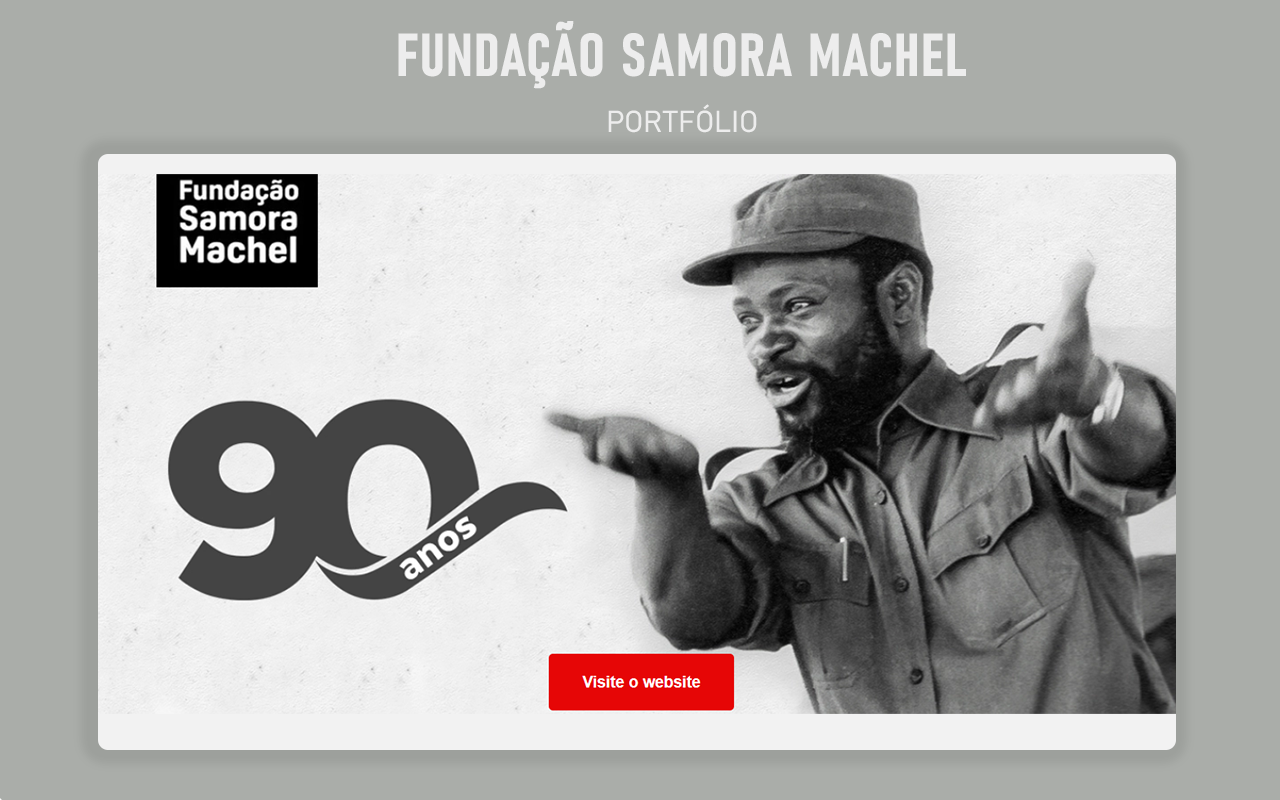 FUNDAÇÃO SAMORA MACHEL
PORTFÓLIO
Fundação
Samora
Machel
90
anos
Visite o website